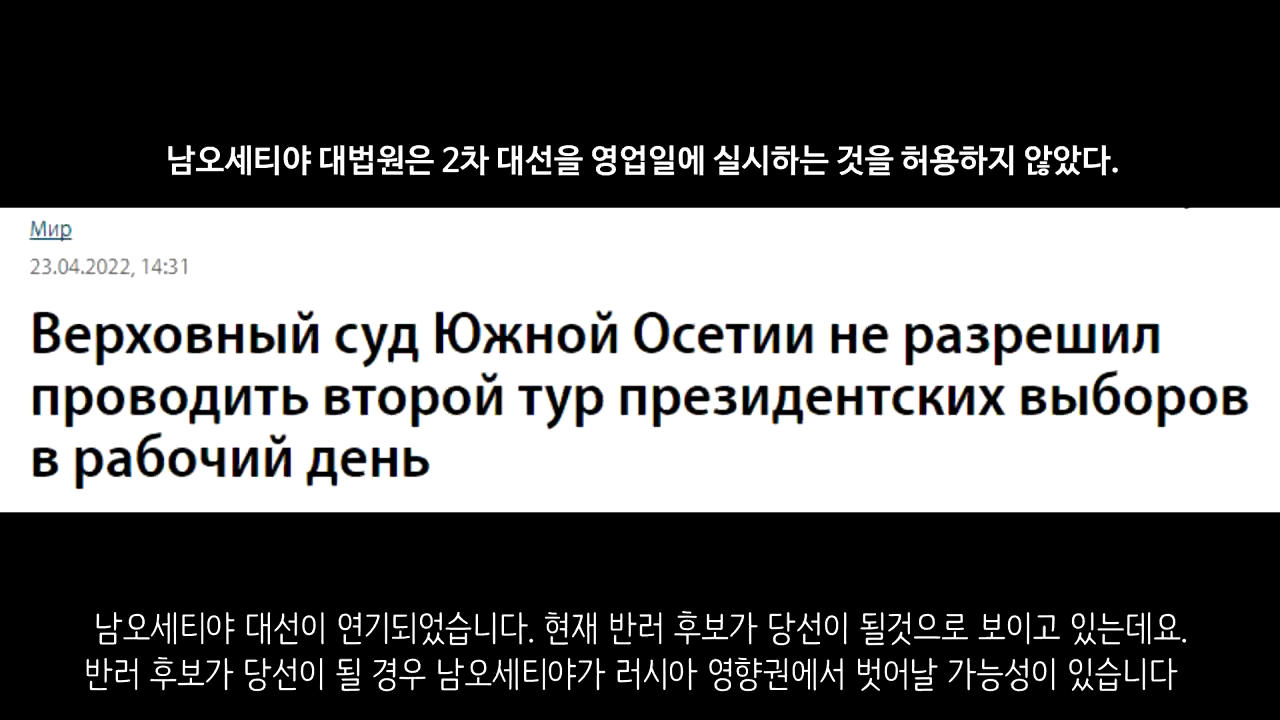 남오세티야 대법원은 2차 대선을 영업일에 실시하는 것을 허용하지 않았다.
Мир
23.04.2022, 14:31
Верховный суд Южной Осетии не разрешил
проводить второй тур президентских выборов
в рабочий день
남오세티야 대선이 연기되었습니다. 현재 반러 후보가 당선이 될것으로 보이고 있는데요.
반러 후보가 당선이 될 경우 남오세티야가 러시아 영향권에서 벗어날 가능성이 있습니다